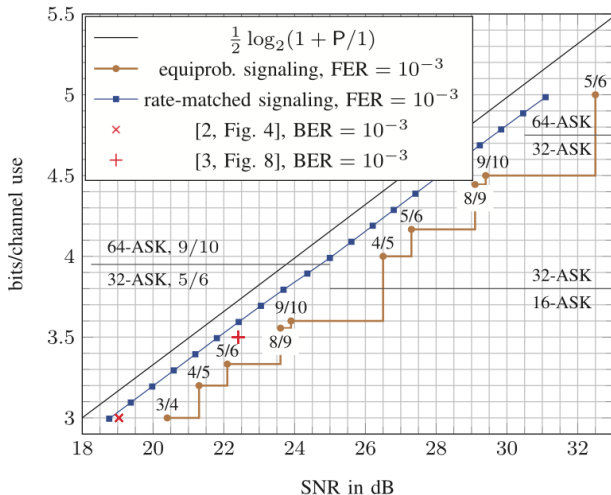 1/2 log₂(1 + P/1)
equiprob. signaling, FER = 10⁻³
rate-matched signaling, FER = 10⁻³
[2, Fig. 4], BER = 10⁻³
[3, Fig. 8], BER = 10⁻³
5/6
64-ASK
32-ASK
9/10
8/9
5/6
4/5
64-ASK, 9/10
32-ASK, 5/6
32-ASK
16-ASK
9/10
8/9
5/6
4/5
3/4
5.5
5
4.5
4
3.5
3
bits/channel use
18 20 22 24 26 28 30 32
SNR in dB